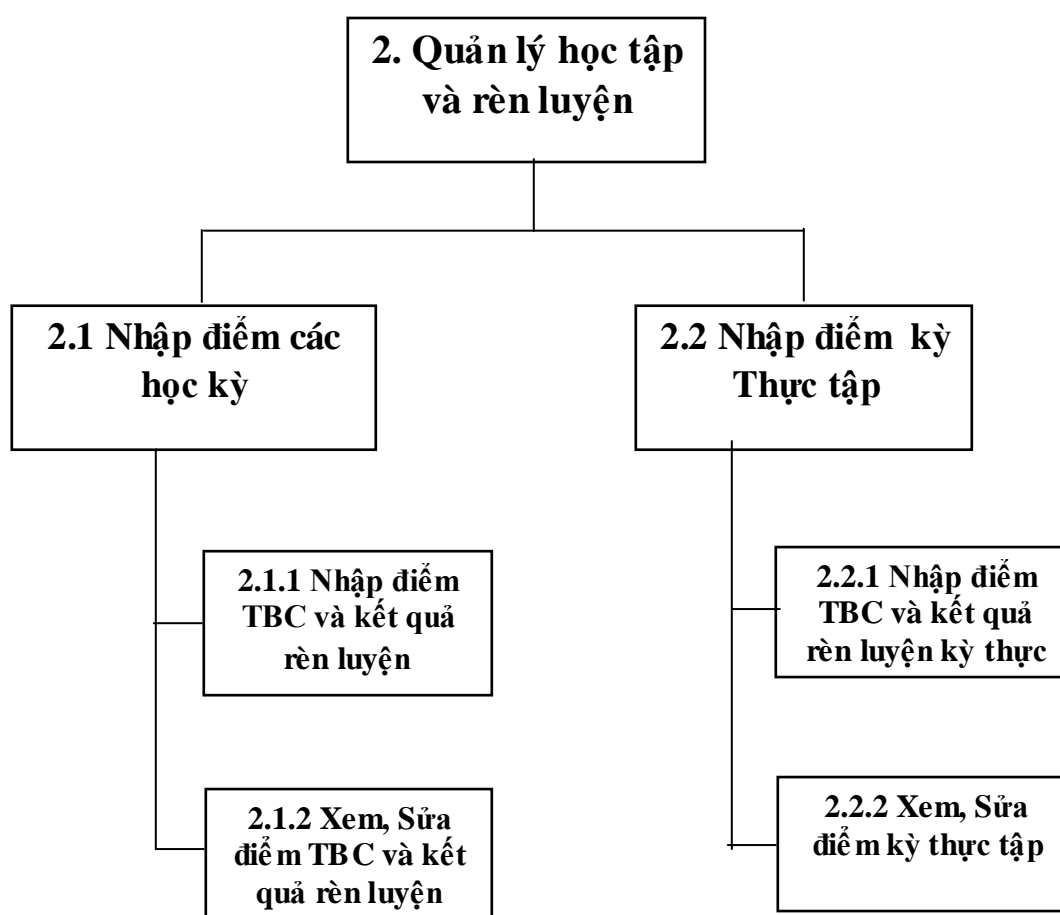 2. Quản lý học tập
và rèn luyện
2.1 Nhập điểm các
học kỳ
2.2 Nhập điểm kỳ
Thực tập
2.1.1 Nhập điểm
TBC và kết quả
rèn luyện
2.2.1 Nhập điểm
TBC và kết quả
rèn luyện kỳ thực
2.1.2 Xem, Sửa
điểm TBC và kết
quả rèn luyện
2.2.2 Xem, Sửa
điểm kỳ thực tập